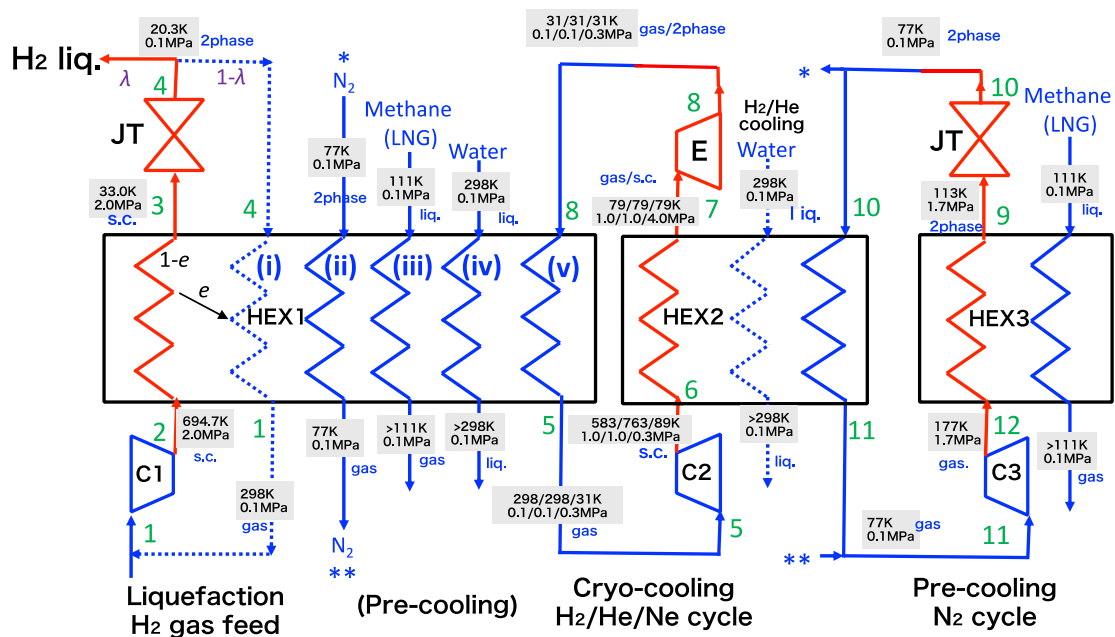 20.3K
0.1MPa
2phase
H2 liq.
λ
4
1-λ
JT
33.0K
2.0MPa
s.c.
3
4
*
N2
77K
0.1MPa
2phase
Methane
(LNG)
111K
0.1MPa
liq.
Water
298K
0.1MPa
liq.
31/31/31K
0.1/0.1/0.3MPa
gas/2phase
8
E
gas/s.c.
79/79/79K
1.0/1.0/4.0MPa
7
8
H2/He
cooling
Water
298K
0.1MPa
l iq.
*
10
77K
0.1MPa
2phase
10
JT
113K
1.7MPa
2phase
9
Methane
(LNG)
111K
0.1MPa
liq.
1-e
e
(i)
(ii)
(iii)
(iv)
(v)
HEX1
HEX2
HEX3
2
694.7K
2.0MPa
s.c.
C1
1
1
298K
0.1MPa
gas
77K
0.1MPa
gas
N2
**
>111K
0.1MPa
gas
>298K
0.1MPa
liq.
5
298/298/31K
0.1/0.1/0.3MPa
gas
6
583/763/89K
1.0/1.0/0.3MPa
s.c.
C2
5
>298K
0.1MPa
liq.
11
**
77K
0.1MPa
gas
177K
1.7MPa
gas.
12
C3
11
>111K
0.1MPa
gas
Liquefaction
H2 gas feed
(Pre-cooling)
Cryo-cooling
H2/He/Ne cycle
Pre-cooling
N2 cycle